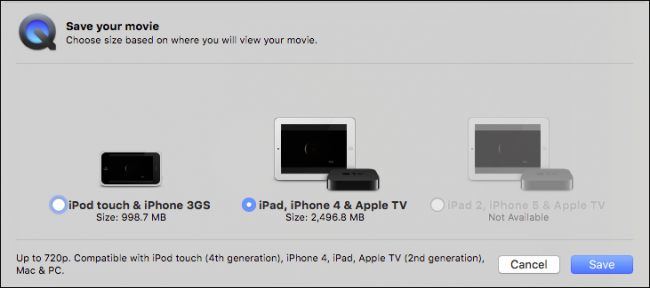 Save your movie
Choose size based on where you will view your movie.
iPod touch & iPhone 3GS
Size: 998.7 MB
iPad, iPhone 4 & Apple TV
Size: 2,496.8 MB
iPad 2, iPhone 5 & Apple TV
Not Available
Up to 720p. Compatible with iPod touch (4th generation), iPhone 4, iPad, Apple TV (2nd generation),
Mac & PC.
Cancel
Save